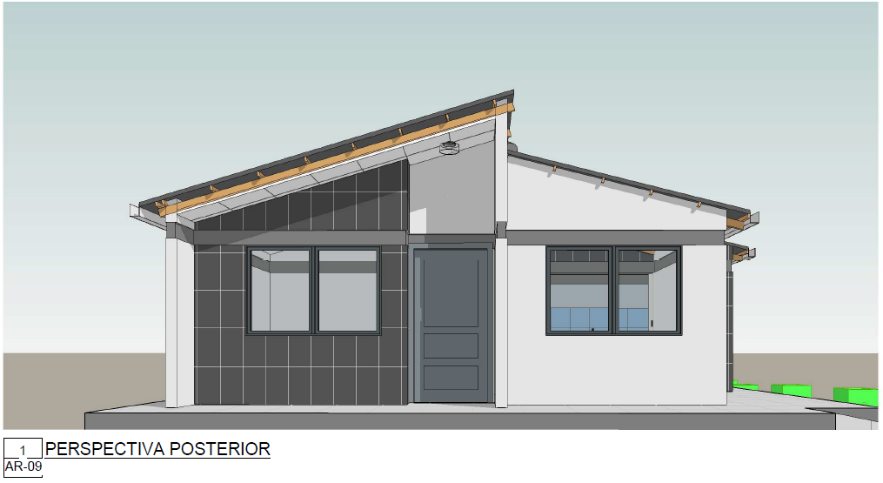 1 PERSPECTIVA POSTERIOR
AR-09